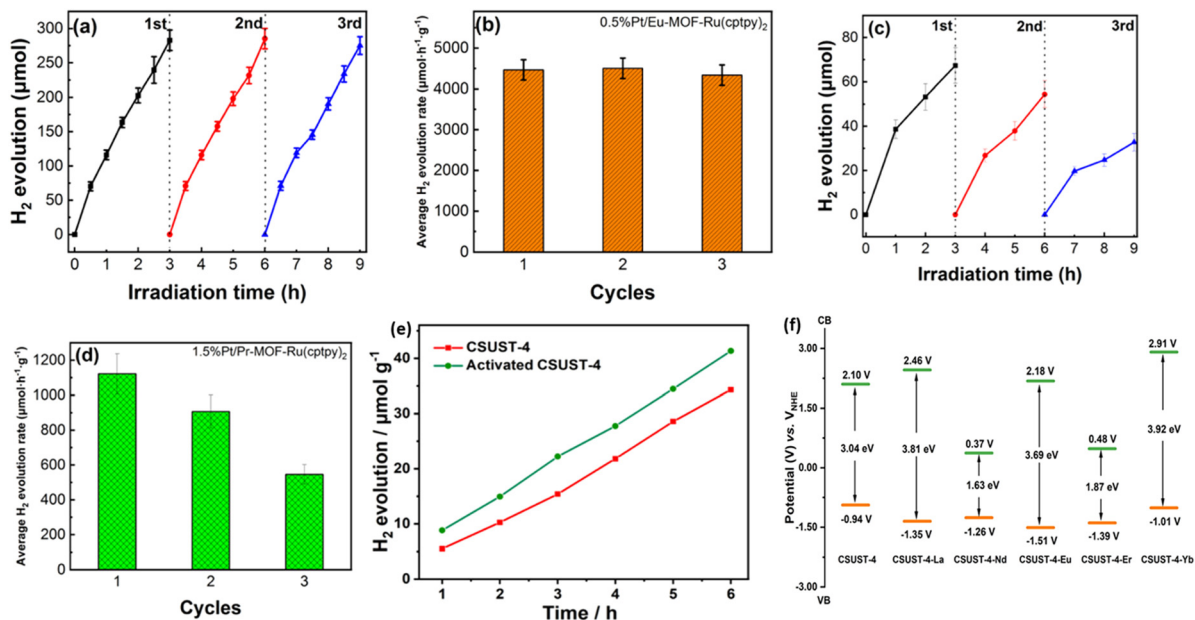 (a)
1st
2nd
3rd
300
250
200
150
100
50
0
H2 evolution (μmol)
0 1 2 3 4 5 6 7 8 9
Irradiation time (h)
(b)
0.5%Pt/Eu-MOF-Ru(cptpy)2
5000
4000
3000
2000
1000
0
Average H2 evolution rate (μmol·h-1·g-1)
1 2 3
Cycles
(c)
1st
2nd
3rd
80
60
40
20
0
H2 evolution (μmol)
0 1 2 3 4 5 6 7 8 9
Irradiation time (h)
(d)
1.5%Pt/Pr-MOF-Ru(cptpy)2
1200
1000
800
600
400
200
0
Average H2 evolution rate (μmol·h-1·g-1)
1 2 3
Cycles
(e)
CSUST-4
Activated CSUST-4
40
30
20
10
0
H2 evolution / μmol g-1
1 2 3 4 5 6
Time / h
(f)
CB
3.00
1.50
0.00
-1.50
-3.00
VB
Potential (V) vs. VNHE
2.10 V
3.04 eV
-0.94 V
CSUST-4
2.46 V
3.81 eV
-1.35 V
CSUST-4-La
0.37 V
1.63 eV
-1.26 V
CSUST-4-Nd
2.18 V
3.69 eV
-1.51 V
CSUST-4-Eu
0.48 V
1.87 eV
-1.39 V
CSUST-4-Er
2.91 V
3.92 eV
-1.01 V
CSUST-4-Yb